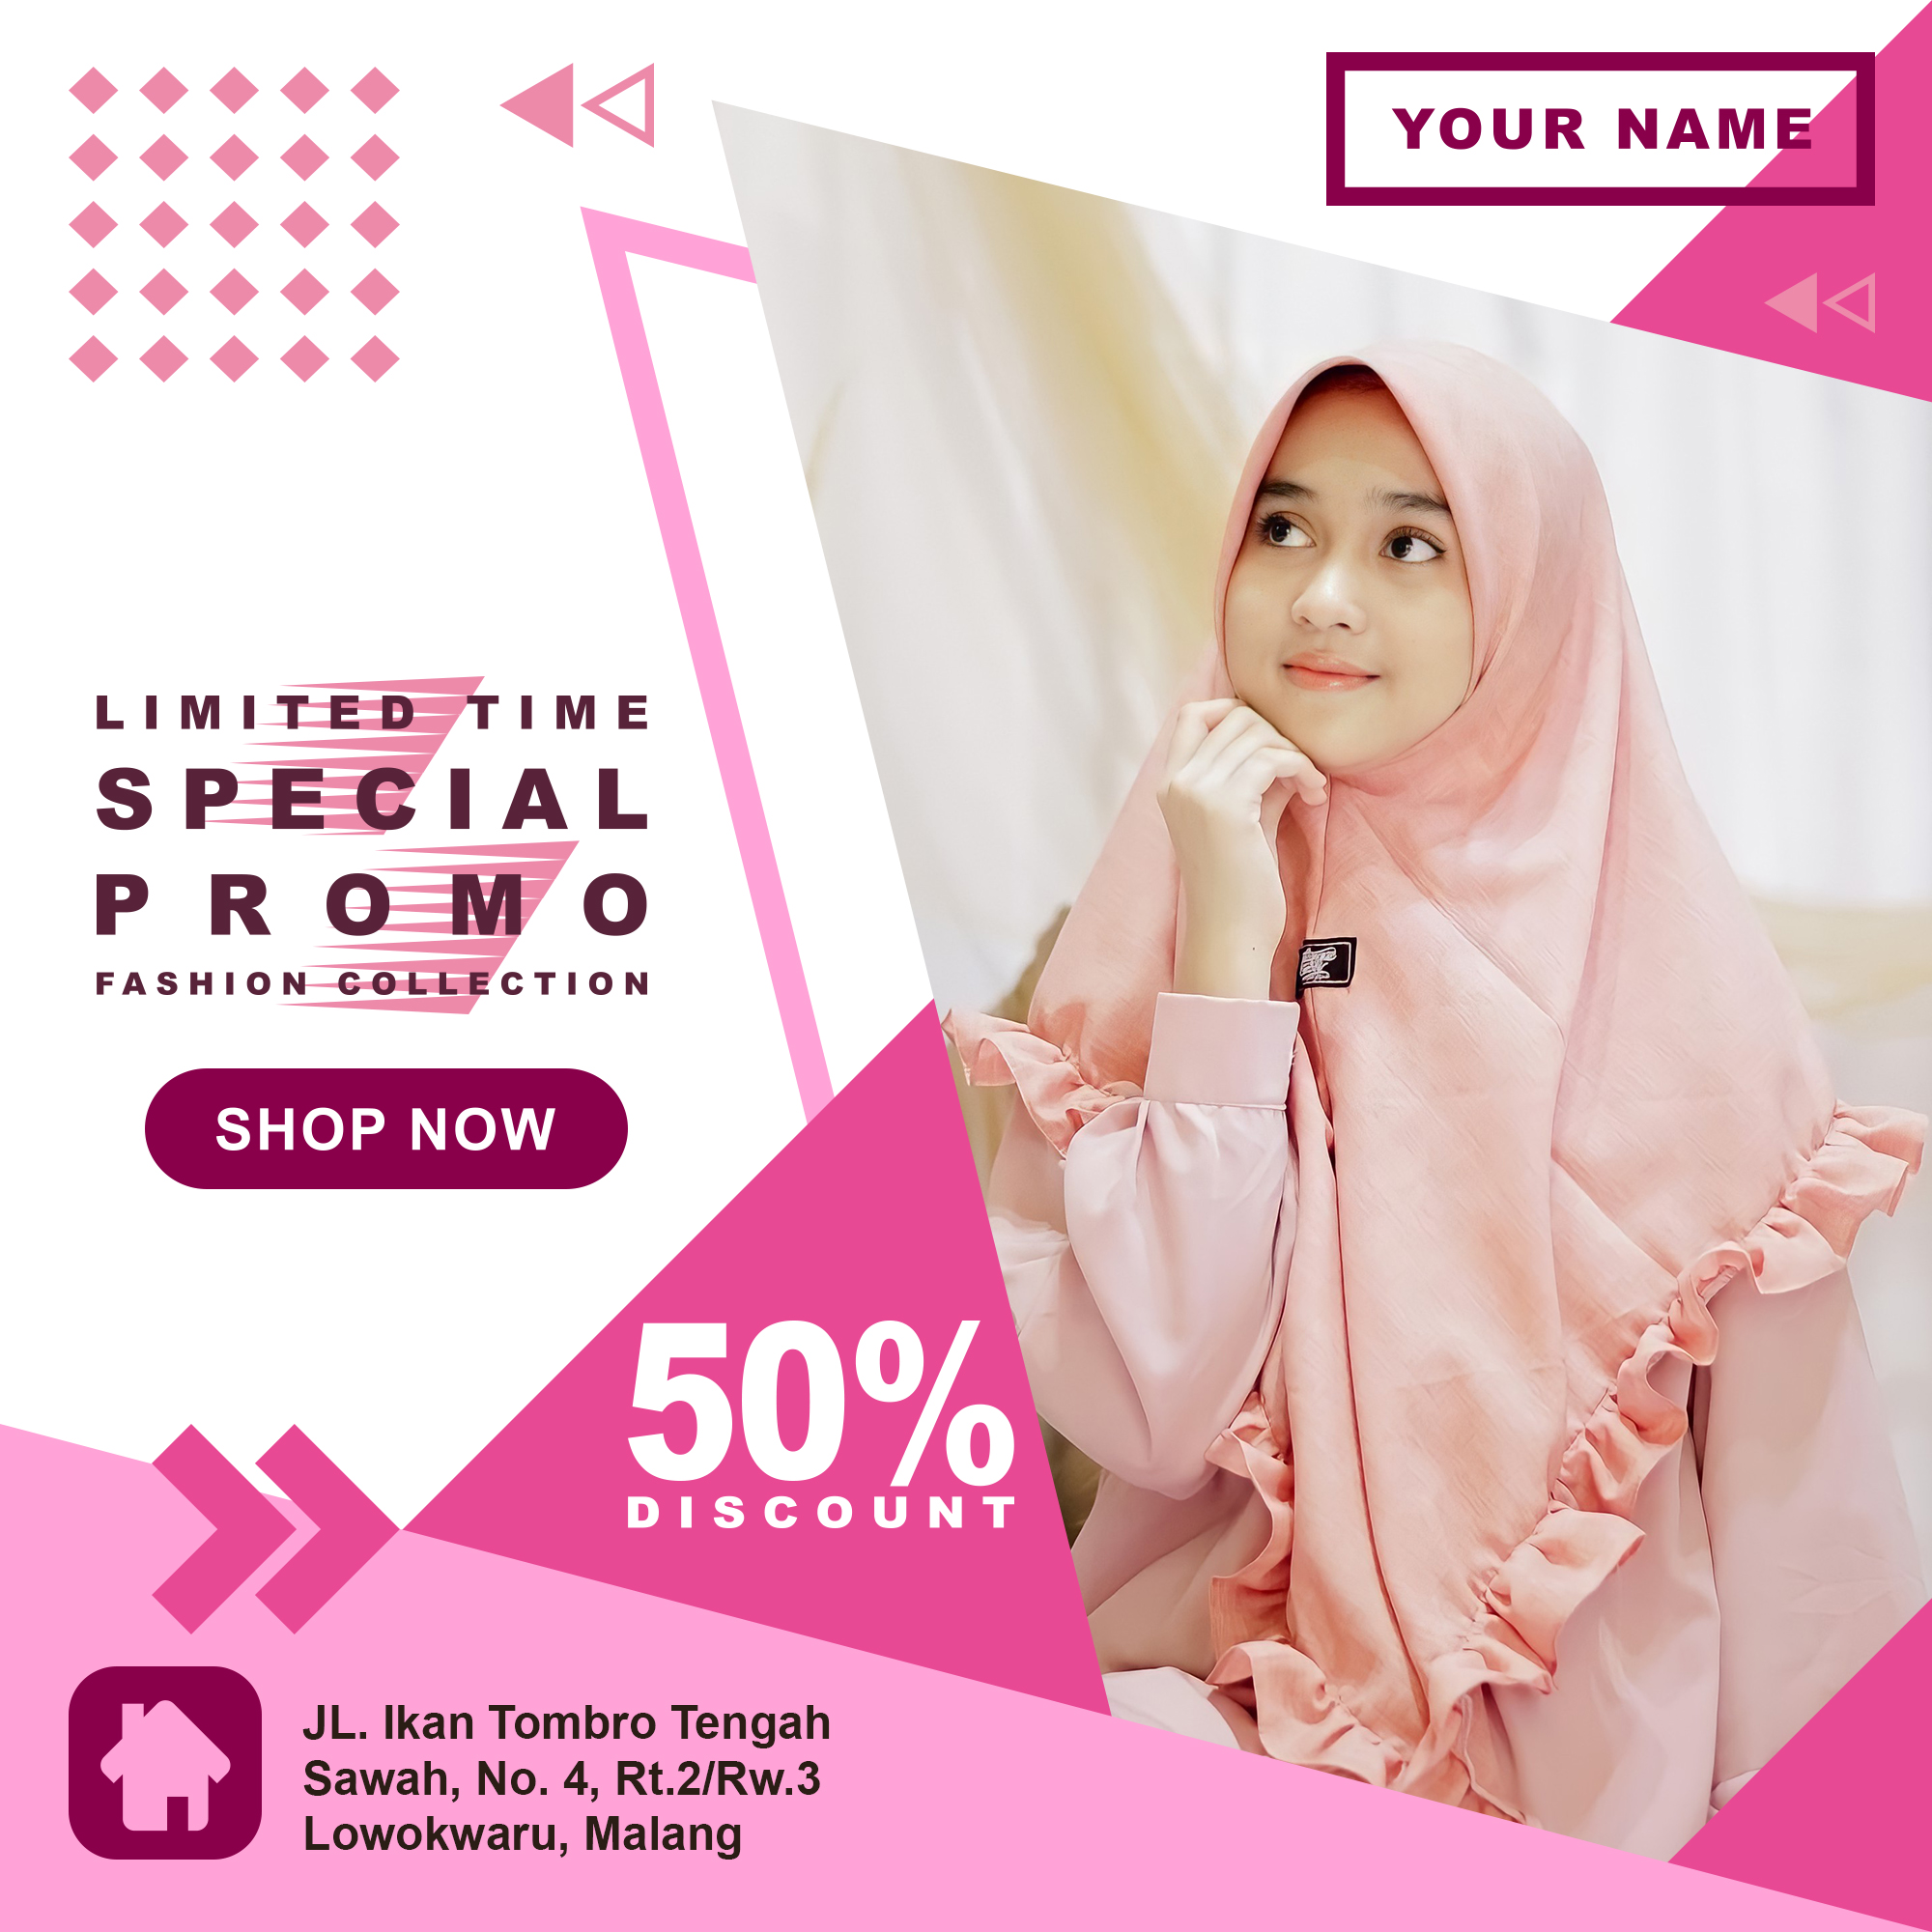 YOUR NAME
LIMITED TIME
SPECIAL
PROMO
FASHION COLLECTION
SHOP NOW
50%
DISCOUNT
JL. Ikan Tombro Tengah
Sawah, No. 4, Rt.2/Rw.3
Lowokwaru, Malang